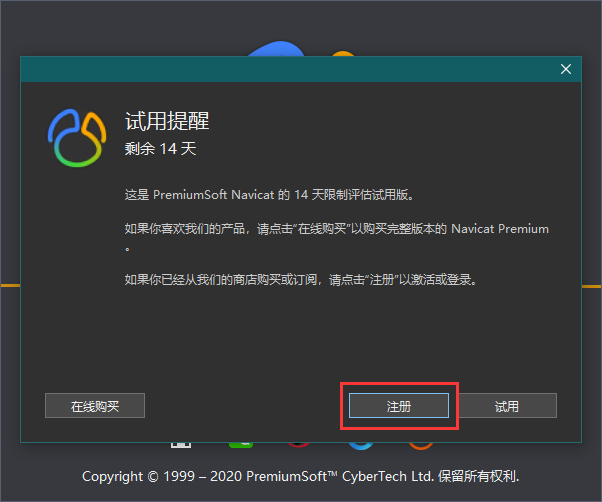 试用提醒
剩余 14 天
这是 PremiumSoft Navicat 的 14 天限制评估试用版。
如果你喜欢我们的产品，请点击“在线购买”以购买完整版本的 Navicat Premium
。
如果你已经从我们的商店购买或订阅，请点击“注册”以激活或登录。
在线购买 注册 试用
Copyright © 1999 – 2020 PremiumSoft™ CyberTech Ltd. 保留所有权利.